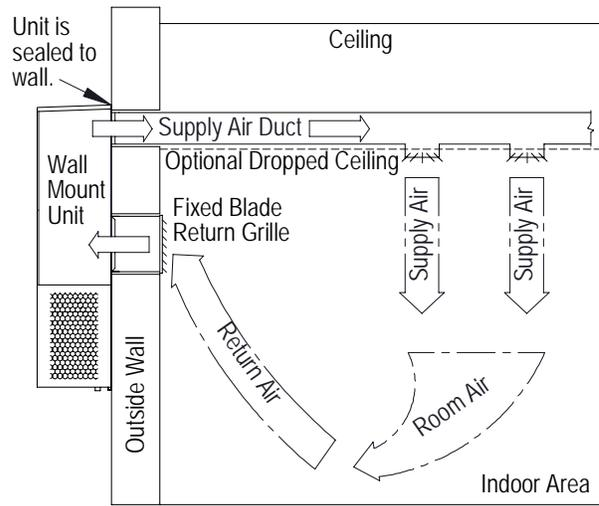 Unit is
sealed to
wall.
Ceiling
Supply Air Duct
Optional Dropped Ceiling
Wall
Mount
Unit
Fixed Blade
Return Grille
Supply Air
Supply Air
Return Air
Room Air
Outside Wall
Indoor Area